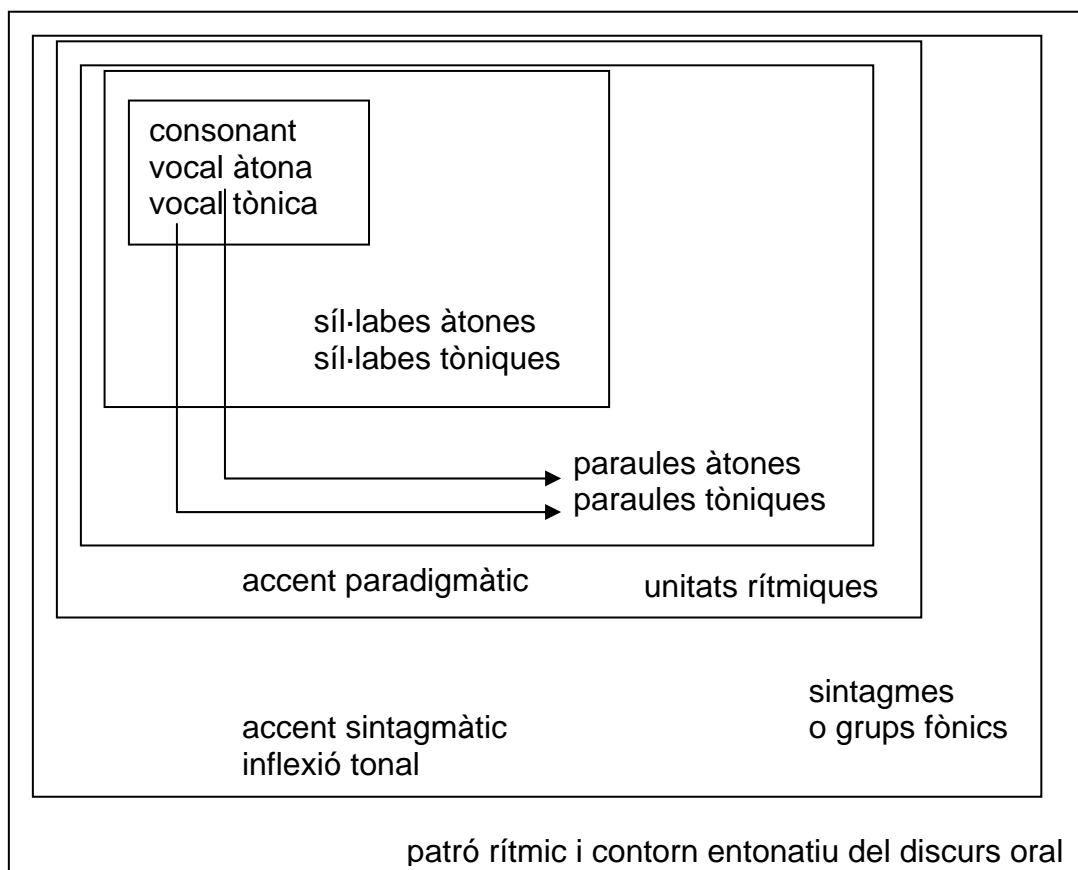 consonant
vocal àtona
vocal tònica
síl·labes àtones
síl·labes tòniques
paraules àtones
paraules tòniques
accent paradigmàtic
unitats rítmiques
sintagmes
o grups fònics
accent sintagmàtic
inflexió tonal
patró rítmic i contorn entonatiu del discurs oral